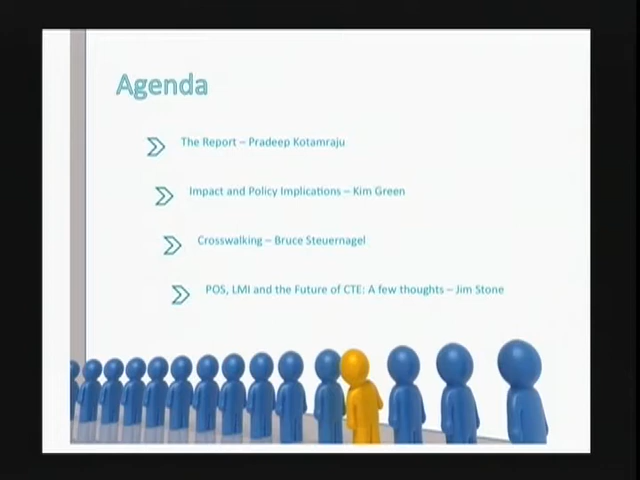 Agenda
The Report – Pradeep Kotamraju
Impact and Policy Implications – Kim Green
Crosswalking – Bruce Steuernagel
POS, LMI and the Future of CTE: A few thoughts – Jim Stone